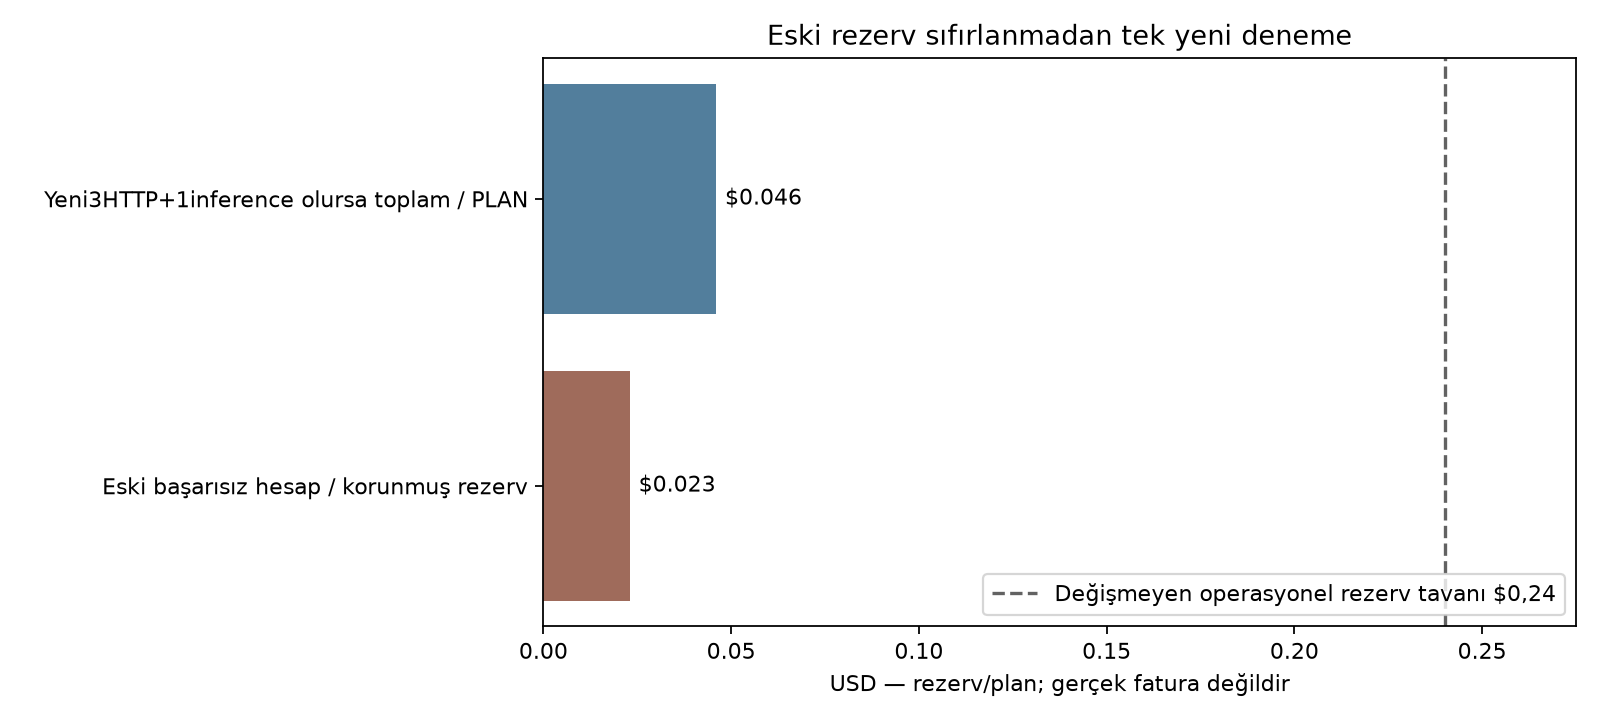 Eski rezerv sıfırlanmadan tek yeni deneme
Yeni3HTTP+1inference olursa toplam / PLAN
$0.046
Eski başarısız hesap / korunmuş rezerv
$0.023
Değişmeyen operasyonel rezerv tavanı $0,24
0.00 0.05 0.10 0.15 0.20 0.25
USD — rezerv/plan; gerçek fatura değildir